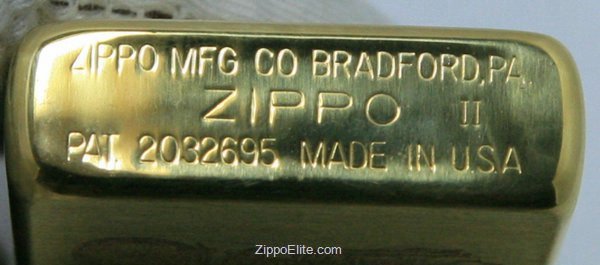 ZIPPO MFG CO BRADFORD, PA.
ZIPPO II
PAT. 2032695 MADE IN U.S.A
ZippoElite.com